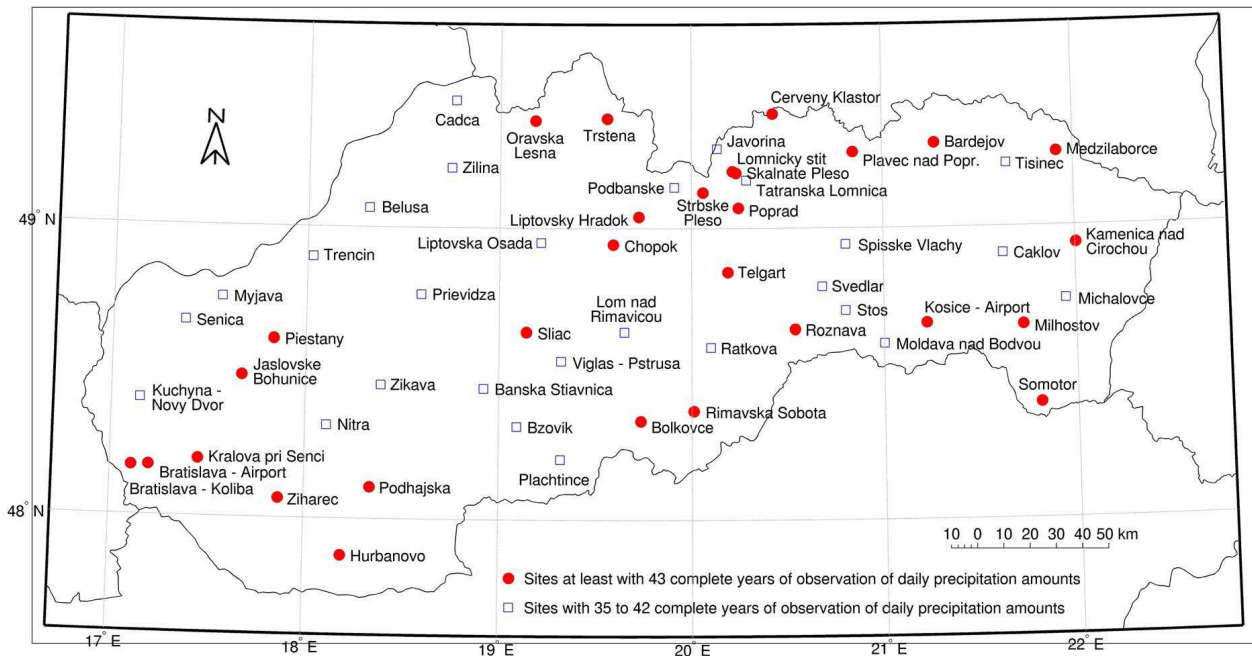 N
Cerveny Klastor
Cadca
Oravska
Lesna
Trstena
Javorina
Bardejov
Medzilaborce
Lomnicky stit
Plavec nad Popr.
Tisinec
Zilina
Skalnate Pleso
Podbanske
Tatranska Lomnica
Strbske
Pleso
Belusa
Poprad
49° N
Liptovsky Hradok
Kamenica nad
Cirochou
Liptovska Osada
Chopok
Spisske Vlachy
Caklov
Trencin
Telgart
Svedlar
Myjava
Prievidza
Lom nad
Rimavicou
Michalovce
Senica
Stos
Kosice - Airport
Piestany
Sliac
Roznava
Milhostov
Ratkova
Moldava nad Bodvou
Jaslovske
Bohunice
Viglas - Pstrusa
Zikava
Banska Stiavnica
Somotor
Kuchyna -
Novy Dvor
Rimavska Sobota
Nitra
Bzovik
Bolkovce
Kralova pri Senci
Bratislava - Airport
Plachtince
Bratislava - Koliba
Podhajska
Ziharec
48° N
10 0 10 20 30 40 50 km
Hurbanovo
Sites at least with 43 complete years of observation of daily precipitation amounts
Sites with 35 to 42 complete years of observation of daily precipitation amounts
17° E 18° E 19° E 20° E 21° E 22° E